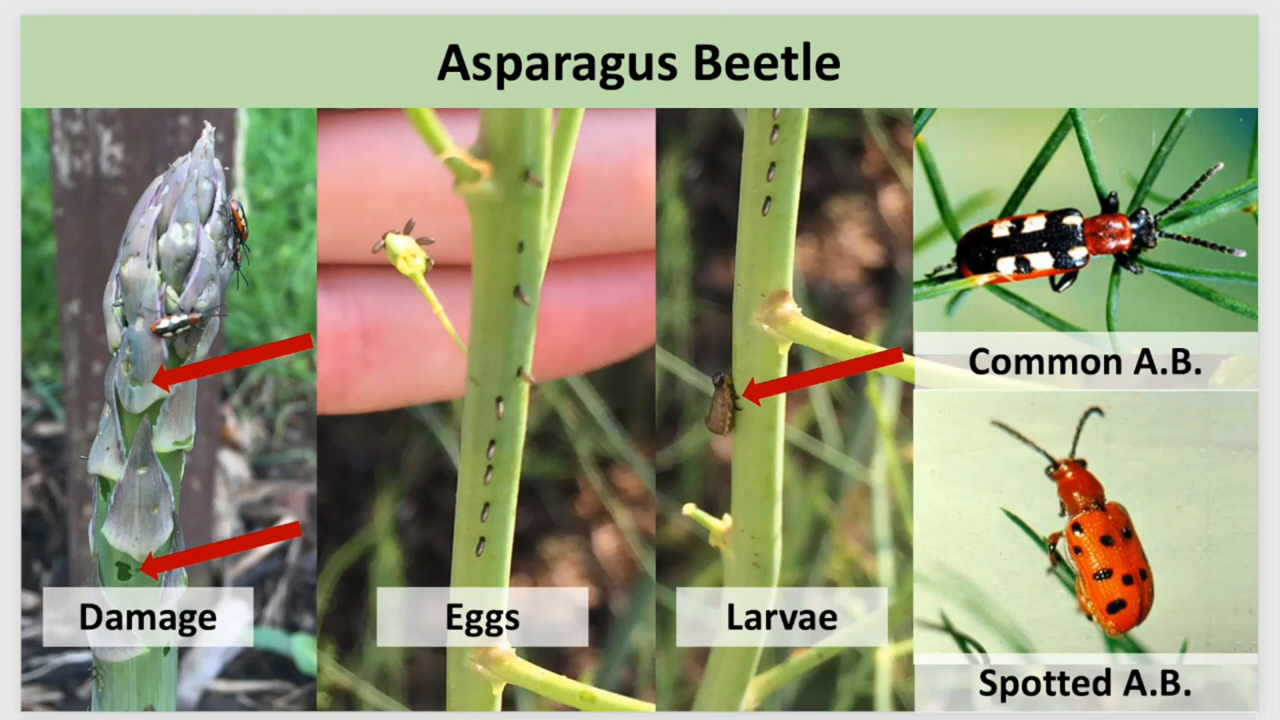 Asparagus Beetle
Damage
Eggs
Larvae
Common A.B.
Spotted A.B.